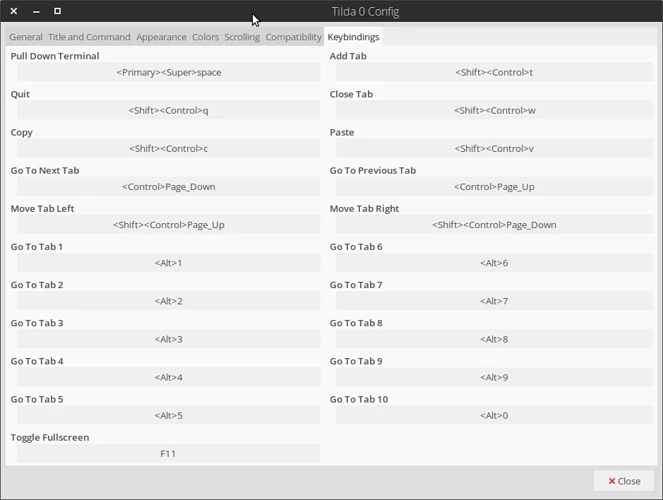 Tilda 0 Config
General Title and Command Appearance Colors Scrolling Compatibility Keybindings
Pull Down Terminal
<Primary><Super>space
Add Tab
<Shift><Control>t
Quit
<Shift><Control>q
Close Tab
<Shift><Control>w
Copy
<Shift><Control>c
Paste
<Shift><Control>v
Go To Next Tab
<Control>Page_Down
Go To Previous Tab
<Control>Page_Up
Move Tab Left
<Shift><Control>Page_Up
Move Tab Right
<Shift><Control>Page_Down
Go To Tab 1
<Alt>1
Go To Tab 6
<Alt>6
Go To Tab 2
<Alt>2
Go To Tab 7
<Alt>7
Go To Tab 3
<Alt>3
Go To Tab 8
<Alt>8
Go To Tab 4
<Alt>4
Go To Tab 9
<Alt>9
Go To Tab 5
<Alt>5
Go To Tab 10
<Alt>0
Toggle Fullscreen
F11
Close